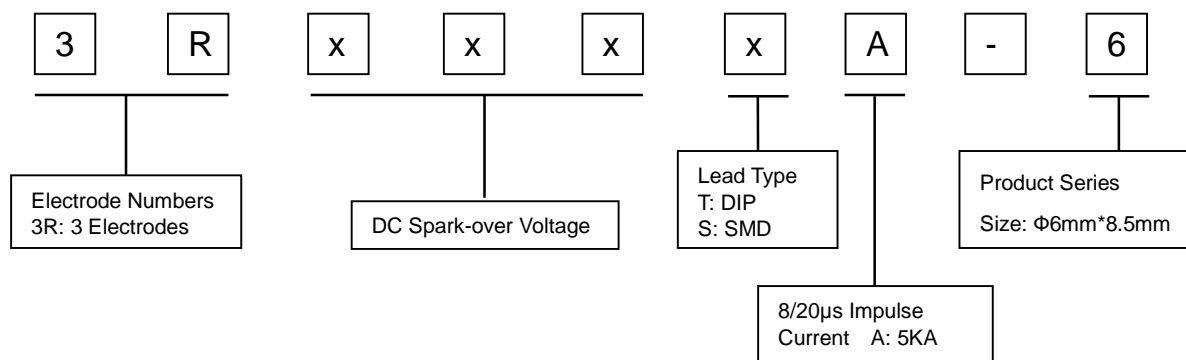 3 R x x x x A - 6
Electrode Numbers
3R: 3 Electrodes
DC Spark-over Voltage
Lead Type
T: DIP
S: SMD
Product Series
Size: Φ6mm*8.5mm
8/20μs Impulse
Current A: 5KA